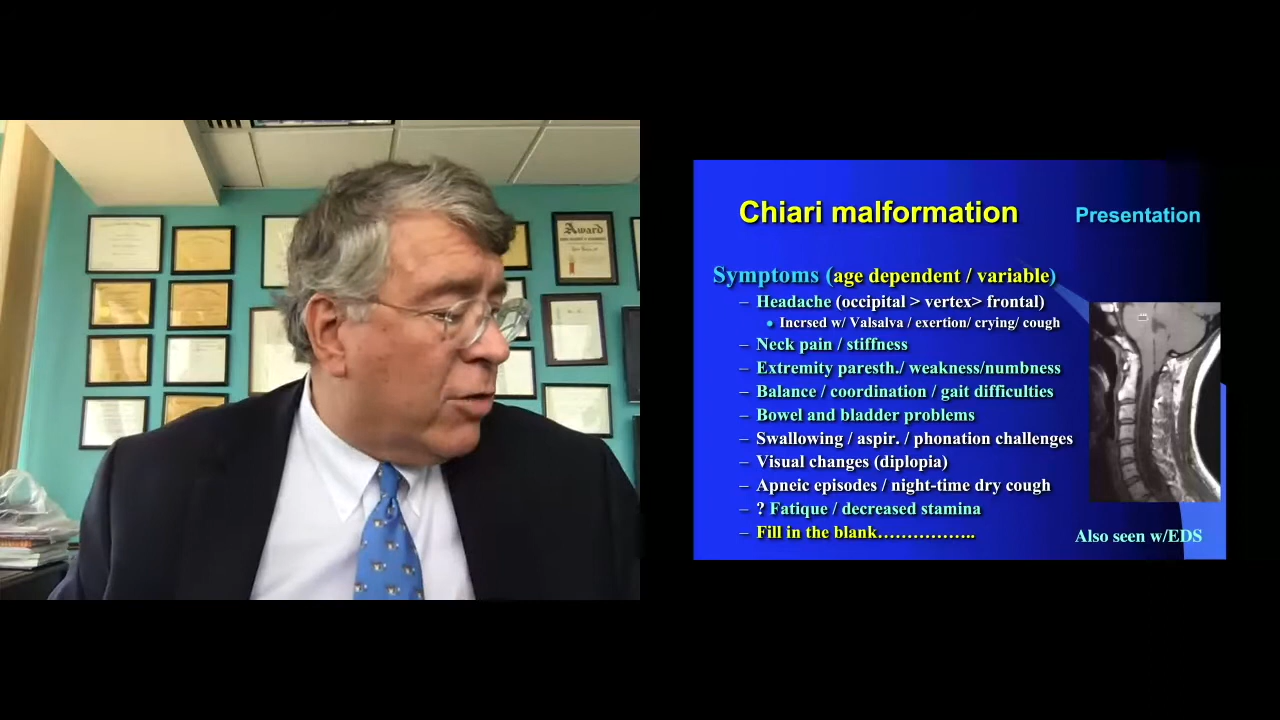 Award
Chiari malformation
Presentation
Symptoms (age dependent / variable)
– Headache (occipital > vertex> frontal)
• Incrsed w/ Valsalva / exertion/ crying/ cough
– Neck pain / stiffness
– Extremity paresth./ weakness/numbness
– Balance / coordination / gait difficulties
– Bowel and bladder problems
– Swallowing / aspir. / phonation challenges
– Visual changes (diplopia)
– Apneic episodes / night-time dry cough
– ? Fatique / decreased stamina
– Fill in the blank……………..
Also seen w/EDS